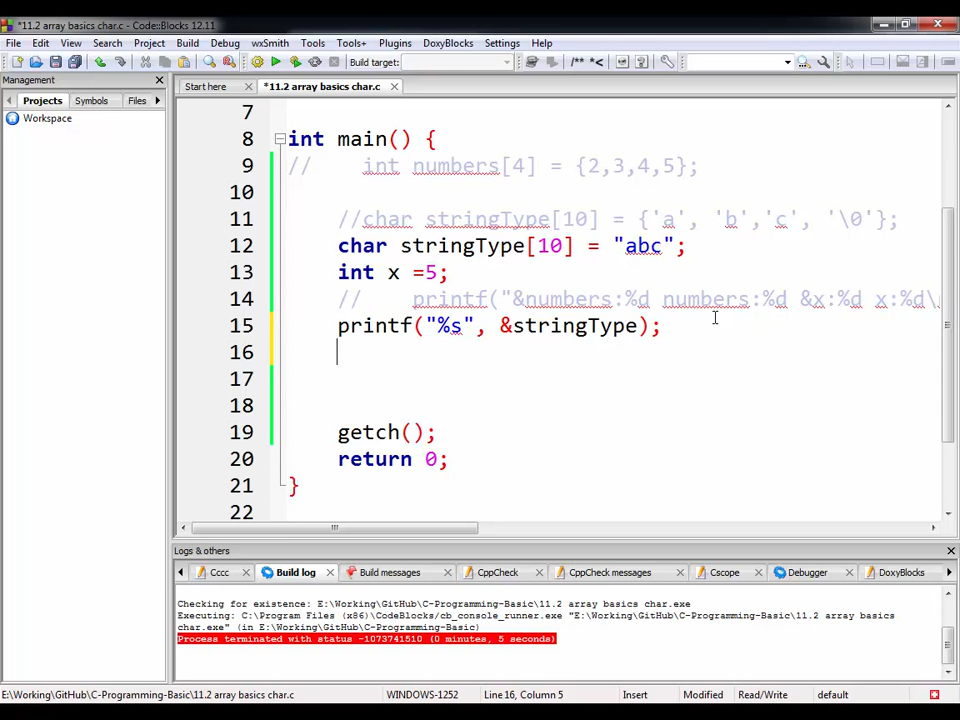 *11.2 array basics char.c - Code::Blocks 12.11
File Edit View Search Project Build Debug wxSmith Tools Tools+ Plugins DoxyBlocks Settings Help
Build target:
/** *<
Management
Projects Symbols Files
Workspace
Start here *11.2 array basics char.c
7
8 int main() {
9 // int numbers[4] = {2,3,4,5};
10
11 //char stringType[10] = {'a', 'b','c', '\0'};
12 char stringType[10] = "abc";
13 int x =5;
14 // printf("&numbers:%d numbers:%d &x:%d x:%d\
15 printf("%s", &stringType);
16
17
18
19 getch();
20 return 0;
21 }
22
Logs & others
Cccc Build log Build messages CppCheck CppCheck messages Cscope Debugger DoxyBlocks
Checking for existence: E:\Working\GitHub\C-Programming-Basic\11.2 array basics char.exe
Executing: C:\Program Files (x86)\CodeBlocks/cb_console_runner.exe "E:\Working\GitHub\C-Programming-Basic\11.2 array basics
char.exe" (in E:\Working\GitHub\C-Programming-Basic)
Process terminated with status -1073741510 (0 minutes, 5 seconds)
E:\Working\GitHub\C-Programming-Basic\11.2 array basics char.c WINDOWS-1252 Line 16, Column 5 Insert Modified Read/Write default